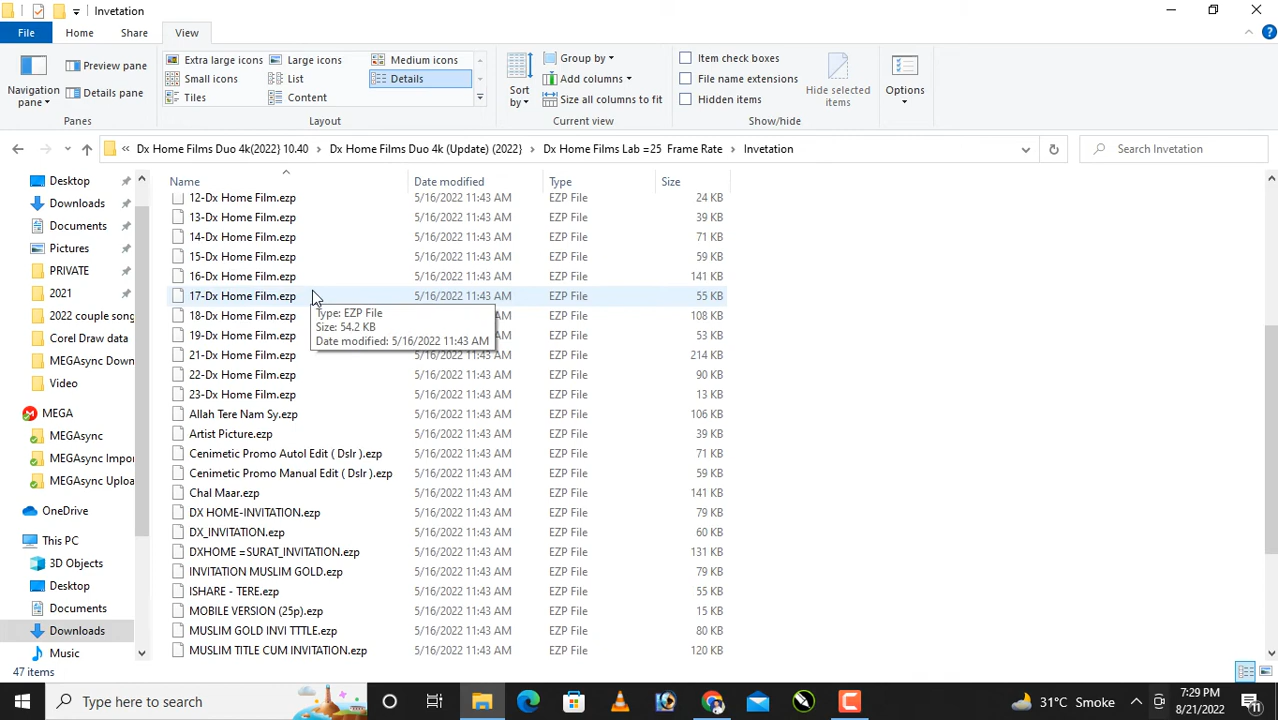 Invetation
File
Home
Share
View
Navigation pane
Preview pane
Details pane
Panes
Extra large icons
Large icons
Medium icons
Small icons
List
Details
Tiles
Content
Layout
Sort by
Group by
Add columns
Size all columns to fit
Current view
Item check boxes
File name extensions
Hidden items
Hide selected items
Show/hide
Options
« Dx Home Films Duo 4k(2022} 10.40 › Dx Home Films Duo 4k (Update) (2022} › Dx Home Films Lab =25 Frame Rate › Invetation
Search Invetation
Desktop
Downloads
Documents
Pictures
PRIVATE
2021
2022 couple song
Corel Draw data
MEGAsync Down
Video
MEGA
MEGAsync
MEGAsync Impor
MEGAsync Uploa
OneDrive
This PC
3D Objects
Desktop
Documents
Downloads
Music
Name Date modified Type Size
12-Dx Home Film.ezp 5/16/2022 11:43 AM EZP File 24 KB
13-Dx Home Film.ezp 5/16/2022 11:43 AM EZP File 39 KB
14-Dx Home Film.ezp 5/16/2022 11:43 AM EZP File 71 KB
15-Dx Home Film.ezp 5/16/2022 11:43 AM EZP File 59 KB
16-Dx Home Film.ezp 5/16/2022 11:43 AM EZP File 141 KB
17-Dx Home Film.ezp 5/16/2022 11:43 AM EZP File 55 KB
18-Dx Home Film.ezp 5/16/2022 11:43 AM EZP File 108 KB
19-Dx Home Film.ezp 5/16/2022 11:43 AM EZP File 53 KB
21-Dx Home Film.ezp 5/16/2022 11:43 AM EZP File 214 KB
22-Dx Home Film.ezp 5/16/2022 11:43 AM EZP File 90 KB
23-Dx Home Film.ezp 5/16/2022 11:43 AM EZP File 13 KB
Allah Tere Nam Sy.ezp 5/16/2022 11:43 AM EZP File 106 KB
Artist Picture.ezp 5/16/2022 11:43 AM EZP File 39 KB
Cenimetic Promo Autol Edit ( Dslr ).ezp 5/16/2022 11:43 AM EZP File 71 KB
Cenimetic Promo Manual Edit ( Dslr ).ezp 5/16/2022 11:43 AM EZP File 59 KB
Chal Maar.ezp 5/16/2022 11:43 AM EZP File 141 KB
DX HOME-INVITATION.ezp 5/16/2022 11:43 AM EZP File 79 KB
DX_INVITATION.ezp 5/16/2022 11:43 AM EZP File 60 KB
DXHOME =SURAT_INVITATION.ezp 5/16/2022 11:43 AM EZP File 131 KB
INVITATION MUSLIM GOLD.ezp 5/16/2022 11:43 AM EZP File 79 KB
ISHARE - TERE.ezp 5/16/2022 11:43 AM EZP File 55 KB
MOBILE VERSION (25p).ezp 5/16/2022 11:43 AM EZP File 15 KB
MUSLIM GOLD INVI TTTLE.ezp 5/16/2022 11:43 AM EZP File 80 KB
MUSLIM TITLE CUM INVITATION.ezp 5/16/2022 11:43 AM EZP File 120 KB
Type: EZP File
Size: 54.2 KB
Date modified: 5/16/2022 11:43 AM
47 items
Type here to search
31°C Smoke
7:29 PM
8/21/2022
11